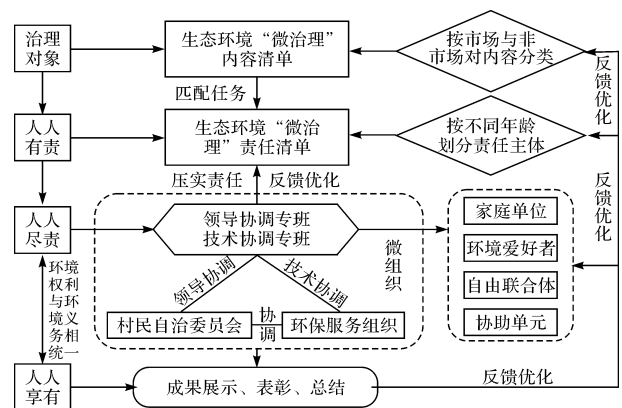 治理
对象
生态环境“微治理”
内容清单
按市场与非
市场对内容分类
反馈优化
匹配任务
人人
有责
生态环境“微治
理”责任清单
按不同年龄
划分责任主体
压实责任
反馈优化
反馈优化
人人
尽责
领导协调专班
技术协调专班
微组织
家庭单位
环境爱好者
自由联合体
协助单元
环境权利与环境义务相统一
领导协调
技术协调
村民自治委员会
协调
环保服务组织
人人
享有
成果展示、表彰、总结
反馈优化